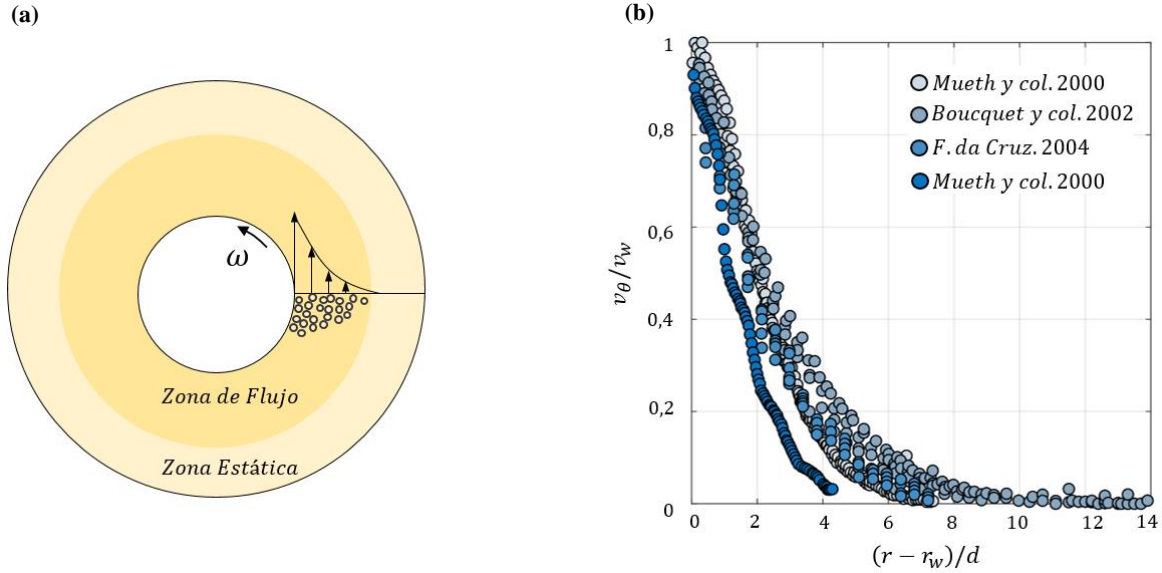 (a)
ω
Zona de Flujo
Zona Estática
(b)
1
0,8
0,6
0,4
0,2
0
v_θ/v_w
Mueth y col. 2000
Boucquet y col. 2002
F. da Cruz. 2004
Mueth y col. 2000
0 2 4 6 8 10 12 14
(r − r_w)/d